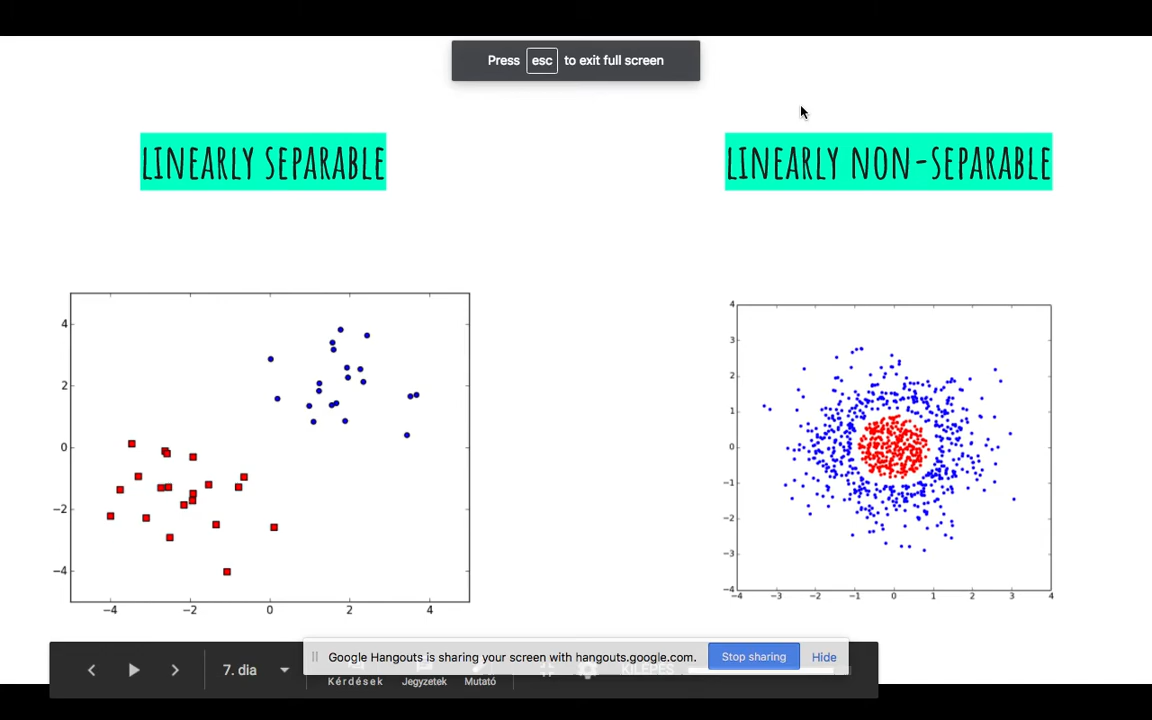 Press esc to exit full screen
LINEARLY SEPARABLE
LINEARLY NON-SEPARABLE
4
2
0
−2
−4
−4 −2 0 2 4
4
3
2
1
0
−1
−2
−3
−4
−4 −3 −2 −1 0 1 2 3 4
Google Hangouts is sharing your screen with hangouts.google.com. Stop sharing Hide
7. dia
KILÉPÉS
Kérdések Jegyzetek Mutató